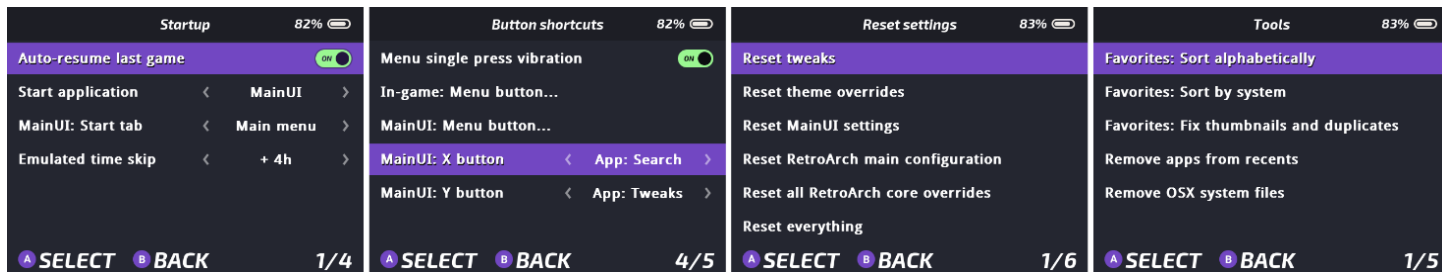 Startup 82%
Auto-resume last game ON
Start application < MainUI >
MainUI: Start tab < Main menu >
Emulated time skip < + 4h >
A SELECT B BACK 1/4
Button shortcuts 82%
Menu single press vibration ON
In-game: Menu button...
MainUI: Menu button...
MainUI: X button < App: Search >
MainUI: Y button < App: Tweaks >
A SELECT B BACK 4/5
Reset settings 83%
Reset tweaks
Reset theme overrides
Reset MainUI settings
Reset RetroArch main configuration
Reset all RetroArch core overrides
Reset everything
A SELECT B BACK 1/6
Tools 83%
Favorites: Sort alphabetically
Favorites: Sort by system
Favorites: Fix thumbnails and duplicates
Remove apps from recents
Remove OSX system files
A SELECT B BACK 1/5